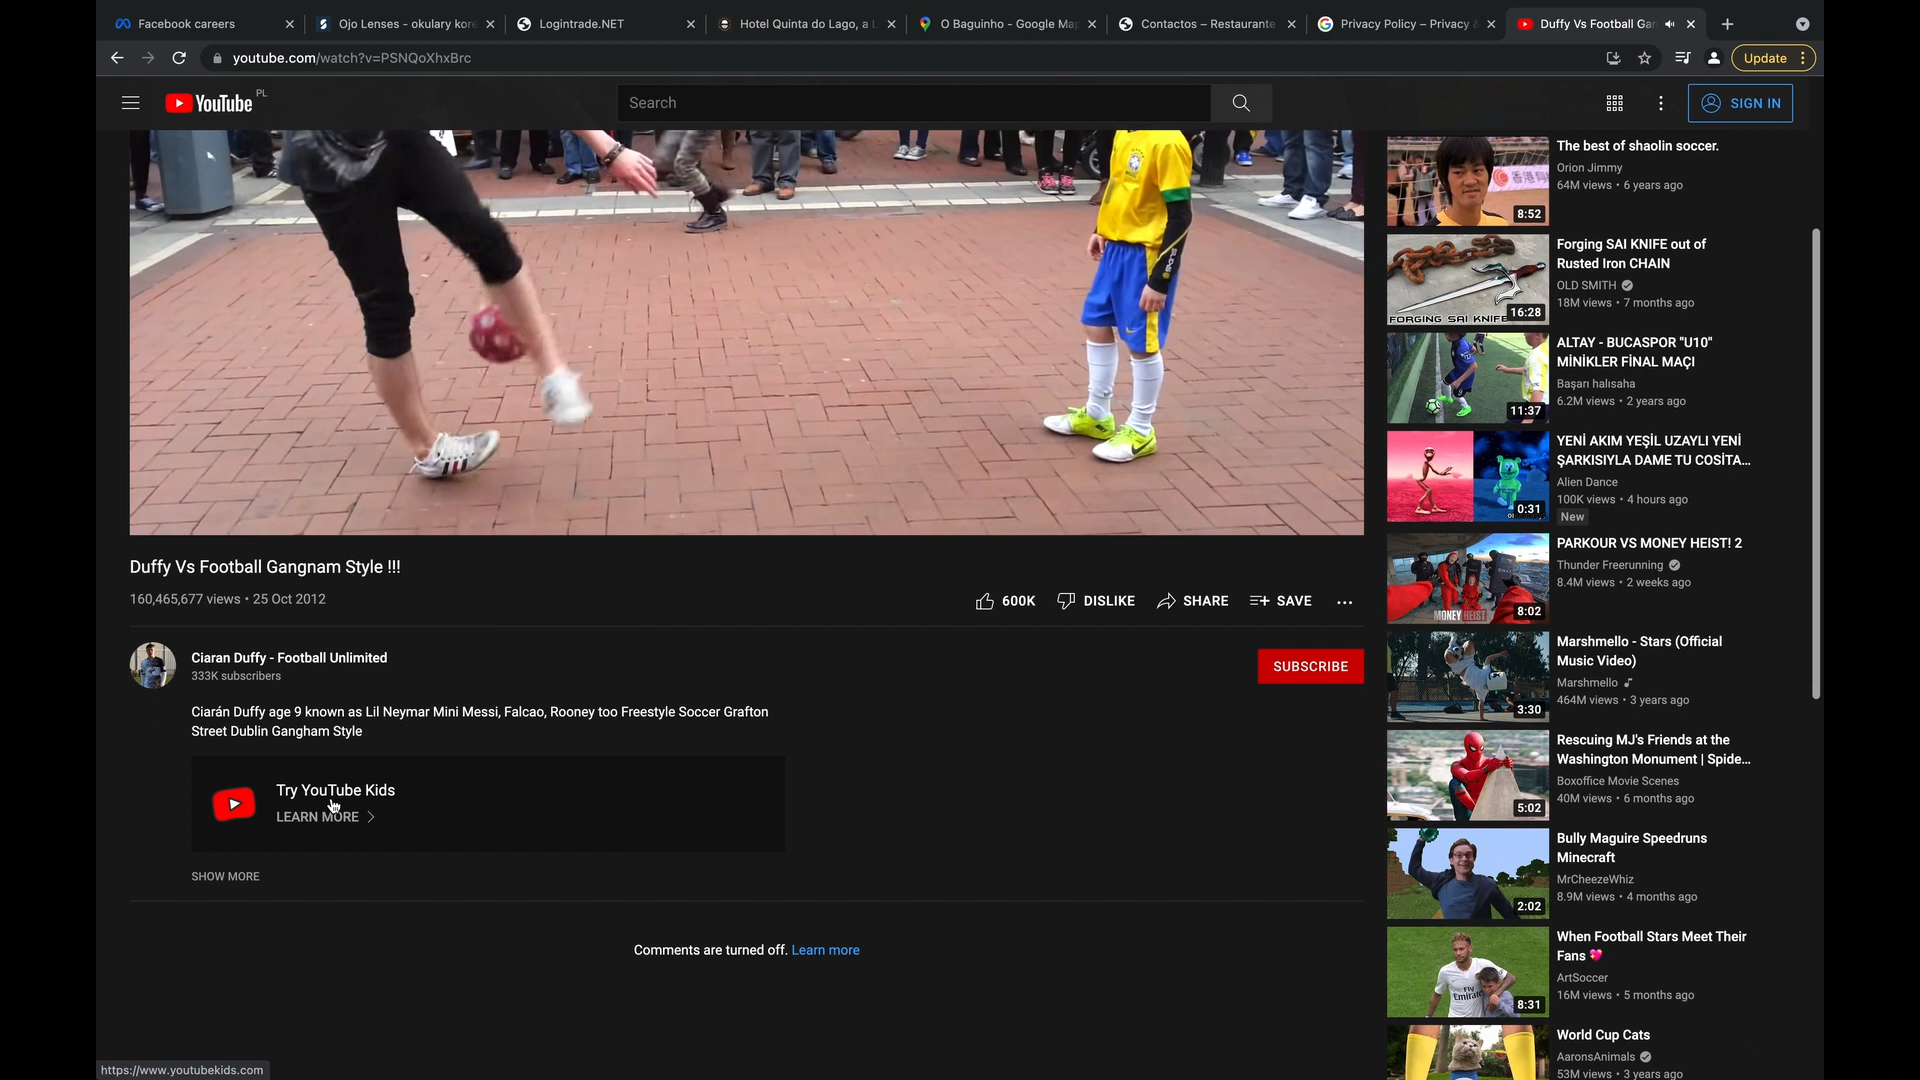 Facebook careers
Ojo Lenses - okulary kore
Logintrade.NET
Hotel Quinta do Lago, a L
O Baguinho - Google Ma
Contactos – Restaurante
Privacy Policy – Privacy &
Duffy Vs Football Gan
youtube.com/watch?v=PSNQoXhxBrc
Update
YouTube PL
Search
SIGN IN
Duffy Vs Football Gangnam Style !!!
160,465,677 views • 25 Oct 2012
600K
DISLIKE
SHARE
SAVE
Ciaran Duffy - Football Unlimited
333K subscribers
SUBSCRIBE
Ciarán Duffy age 9 known as Lil Neymar Mini Messi, Falcao, Rooney too Freestyle Soccer Grafton
Street Dublin Gangham Style
Try YouTube Kids
LEARN MORE
SHOW MORE
Comments are turned off. Learn more
The best of shaolin soccer.
Orion Jimmy
64M views • 6 years ago
8:52
Forging SAI KNIFE out of
Rusted Iron CHAIN
OLD SMITH
18M views • 7 months ago
16:28
FORGING SAI KNIFE
ALTAY - BUCASPOR "U10"
MİNİKLER FİNAL MAÇI
Başarı halısaha
6.2M views • 2 years ago
11:37
YENİ AKIM YEŞİL UZAYLI YENİ
ŞARKISIYLA DAME TU COSİTA...
Alien Dance
100K views • 4 hours ago
New
0:31
PARKOUR VS MONEY HEIST! 2
Thunder Freerunning
8.4M views • 2 weeks ago
8:02
MONEY HEIST
Marshmello - Stars (Official
Music Video)
Marshmello
464M views • 3 years ago
3:30
Rescuing MJ's Friends at the
Washington Monument | Spide...
Boxoffice Movie Scenes
40M views • 6 months ago
5:02
Bully Maguire Speedruns
Minecraft
MrCheezeWhiz
8.9M views • 4 months ago
2:02
When Football Stars Meet Their
Fans 💖
ArtSoccer
16M views • 5 months ago
8:31
Fly
Emirates
World Cup Cats
AaronsAnimals
53M views • 3 years ago
https://www.youtubekids.com